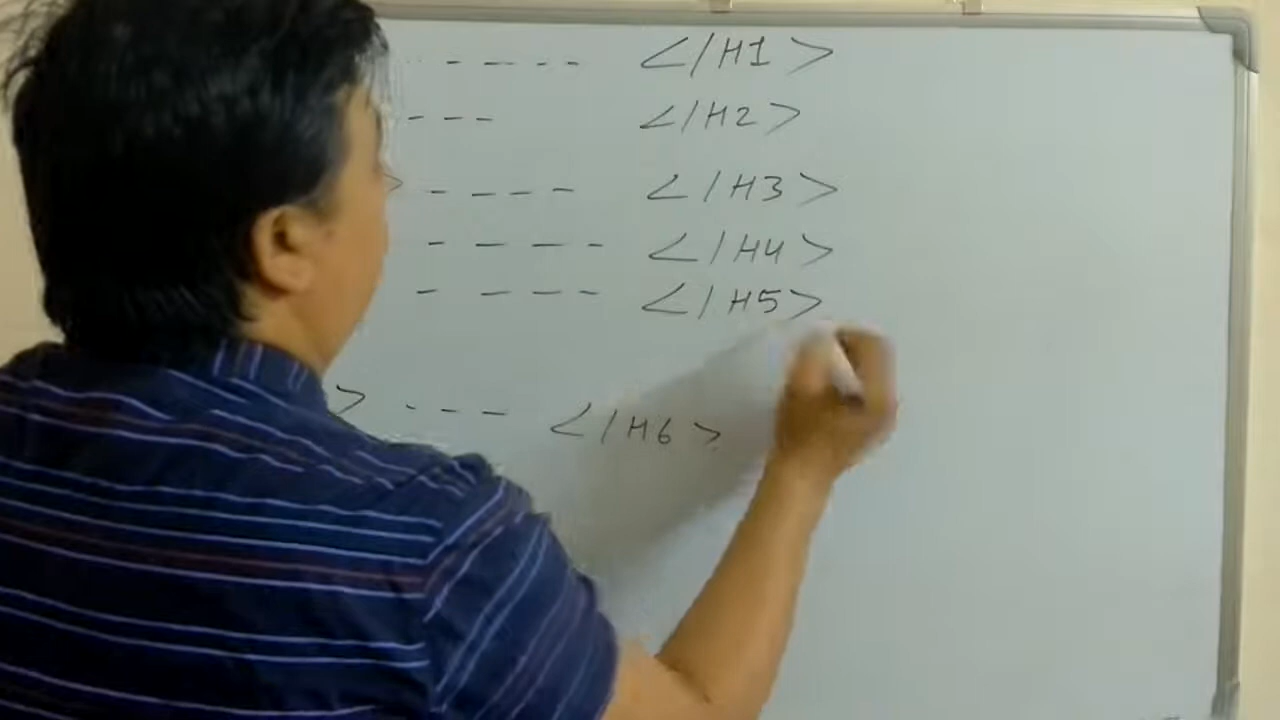 - - - - </H1>
- - - </H2>
> - - - - </H3>
- - - - </H4>
- - - - </H5>
> - - - </H6>